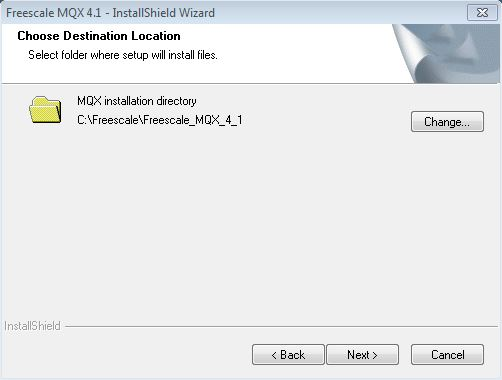 Freescale MQX 4.1 - InstallShield Wizard
Choose Destination Location
Select folder where setup will install files.
MQX installation directory
C:\Freescale\Freescale_MQX_4_1
Change...
InstallShield
< Back
Next >
Cancel